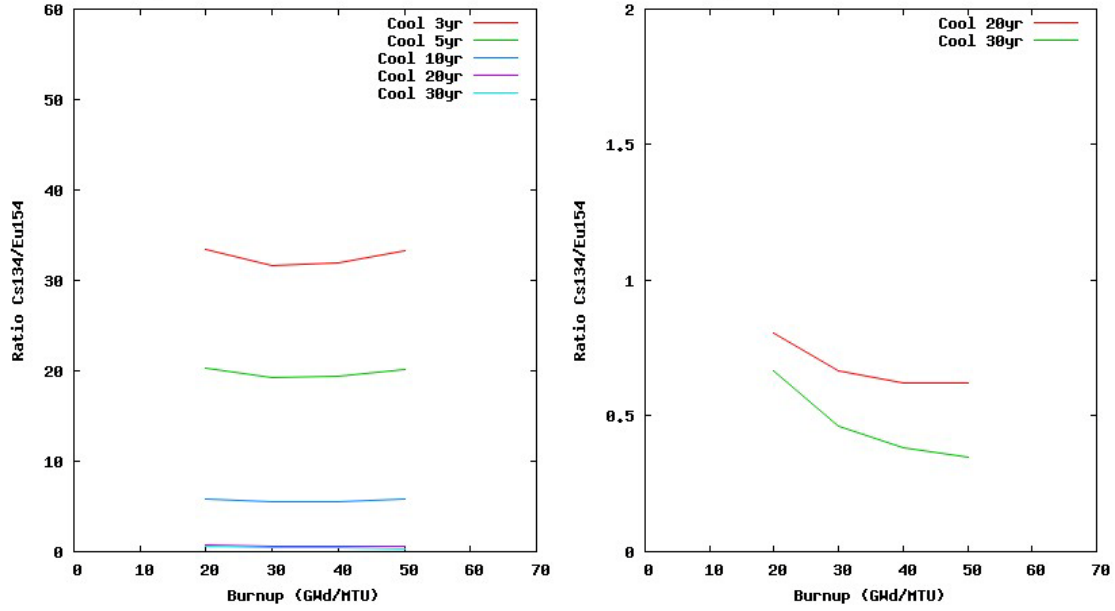 60
50
40
30
20
10
0
Ratio Cs134/Eu154
Cool 3yr
Cool 5yr
Cool 10yr
Cool 20yr
Cool 30yr
0 10 20 30 40 50 60 70
Burnup (GWd/MTU)
2
1.5
1
0.5
0
Ratio Cs134/Eu154
Cool 20yr
Cool 30yr
0 10 20 30 40 50 60 70
Burnup (GWd/MTU)